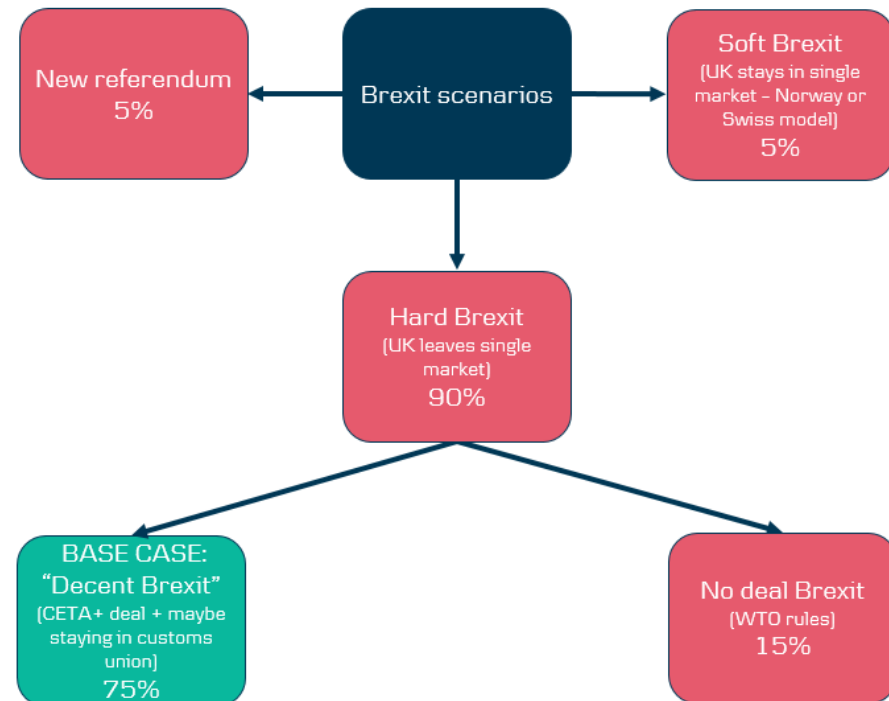 New referendum
5%
Brexit scenarios
Soft Brexit
(UK stays in single
market – Norway or
Swiss model)
5%
Hard Brexit
(UK leaves single
market)
90%
BASE CASE:
“Decent Brexit”
(CETA+ deal + maybe
staying in customs
union)
75%
No deal Brexit
(WTO rules)
15%